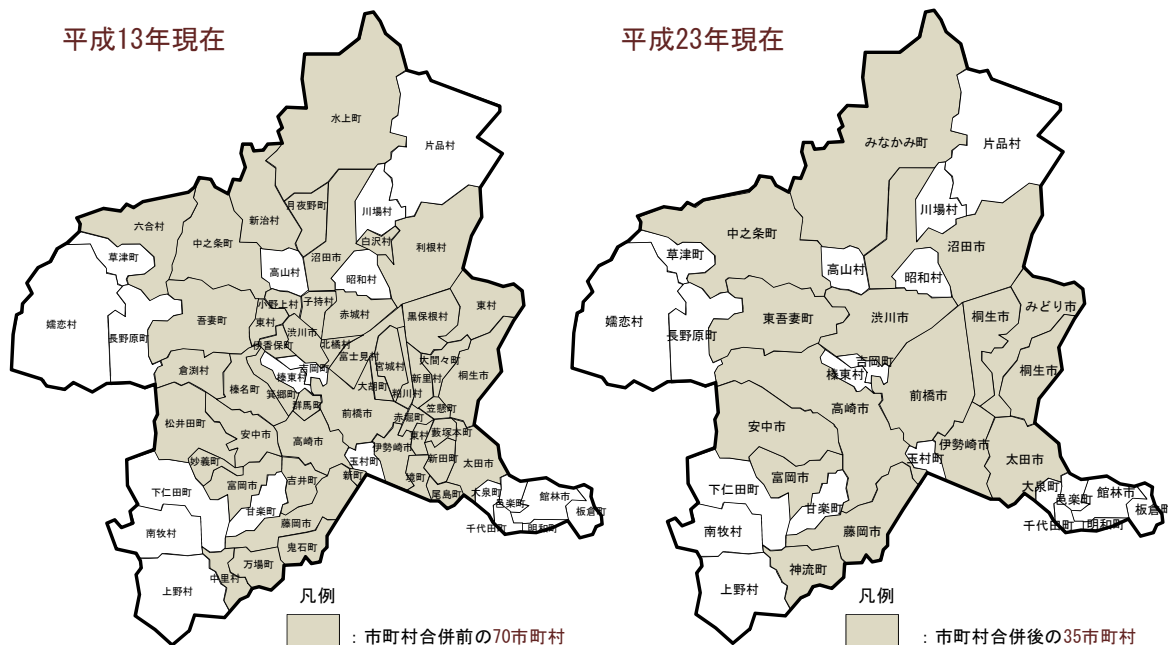 平成13年現在
水上町
片品村
月夜野町
川場村
新治村
六合村
白沢村
利根村
中之条町
沼田市
草津町
高山村
昭和村
小野上村
子持村
東村
嬬恋村
長野原町
吾妻町
東村
渋川市
赤城村
黒保根村
伊香保町
北橘村
富士見村
大間々町
倉渕村
榛東村
吉岡町
宮城村
新里村
桐生市
榛名町
箕郷町
大胡町
粕川村
群馬町
前橋市
笠懸町
松井田町
赤堀町
藪塚本町
安中市
高崎市
伊勢崎市
東村
妙義町
玉村町
新田町
太田市
下仁田町
富岡市
吉井町
新町
境町
尾島町
大泉町
邑楽町
館林市
板倉町
甘楽町
千代田町
明和町
南牧村
藤岡市
鬼石町
万場町
中里村
上野村
凡例
：市町村合併前の70市町村
平成23年現在
みなかみ町
片品村
川場村
中之条町
沼田市
草津町
高山村
昭和村
みどり市
嬬恋村
長野原町
東吾妻町
渋川市
桐生市
吉岡町
榛東村
桐生市
高崎市
前橋市
安中市
伊勢崎市
玉村町
太田市
下仁田町
富岡市
大泉町
邑楽町
館林市
板倉町
甘楽町
千代田町
明和町
南牧村
藤岡市
神流町
上野村
凡例
：市町村合併後の35市町村